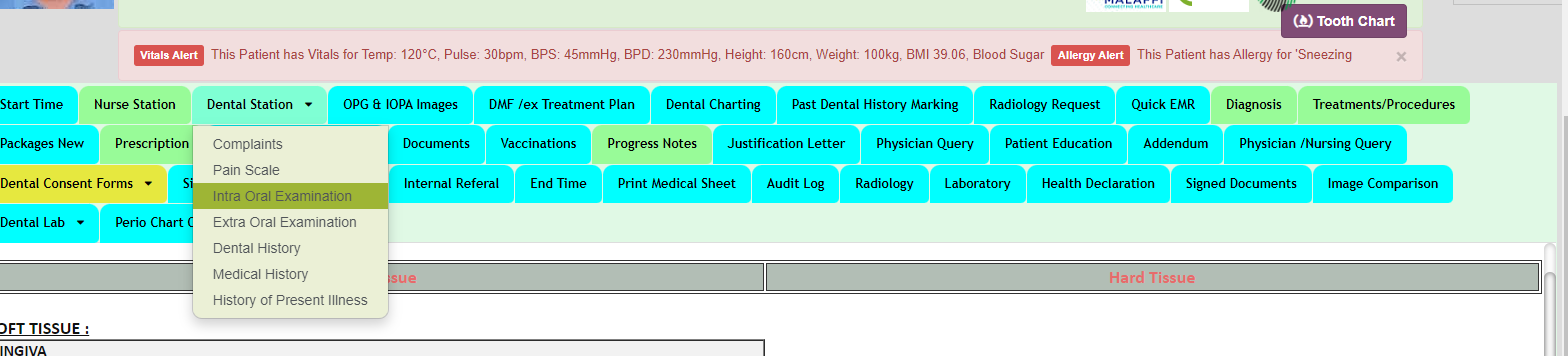 Tooth Chart
Vitals Alert This Patient has Vitals for Temp: 120°C, Pulse: 30bpm, BPS: 45mmHg, BPD: 230mmHg, Height: 160cm, Weight: 100kg, BMI 39.06, Blood Sugar Allergy Alert This Patient has Allergy for 'Sneezing ×
Start Time Nurse Station Dental Station OPG & IOPA Images DMF /ex Treatment Plan Dental Charting Past Dental History Marking Radiology Request Quick EMR Diagnosis Treatments/Procedures
Packages New Prescription Documents Vaccinations Progress Notes Justification Letter Physician Query Patient Education Addendum Physician /Nursing Query
Dental Consent Forms Si Internal Referal End Time Print Medical Sheet Audit Log Radiology Laboratory Health Declaration Signed Documents Image Comparison
Dental Lab Perio Chart
Complaints
Pain Scale
Intra Oral Examination
Extra Oral Examination
Dental History
Medical History
History of Present Illness
ssue Hard Tissue
OFT TISSUE :
INGIVA